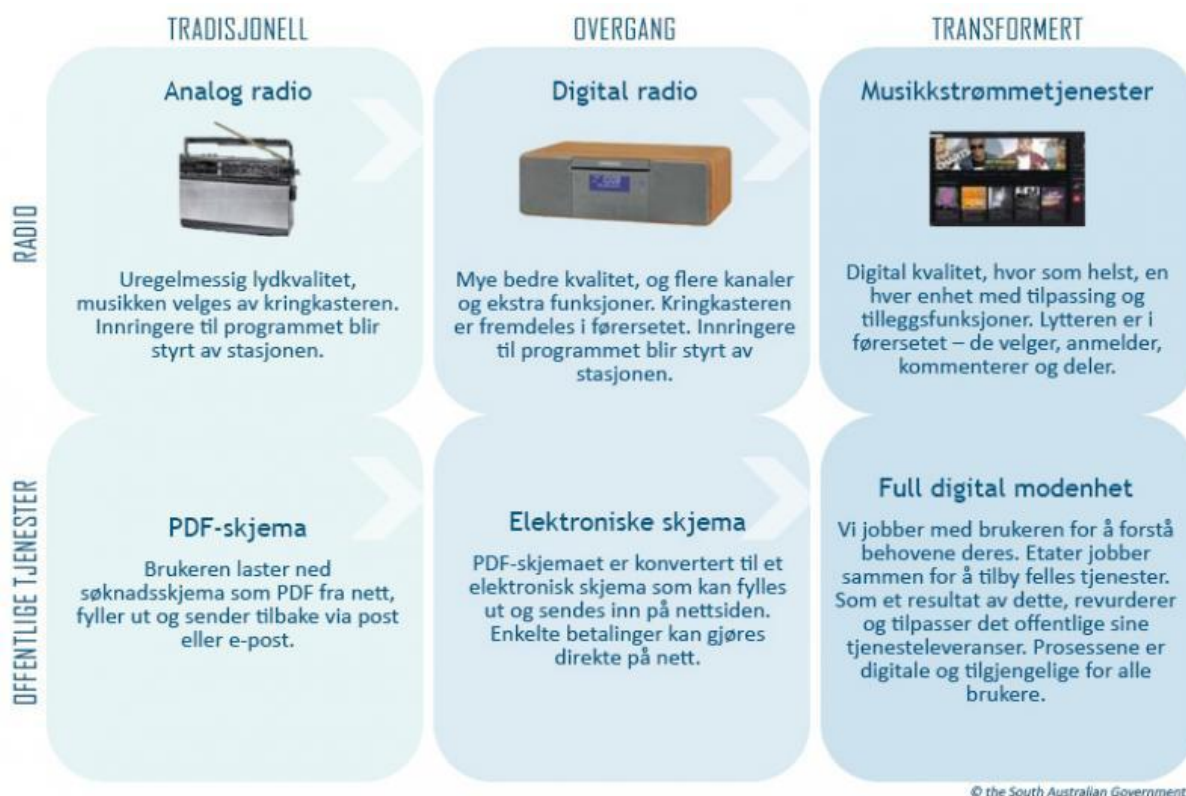 TRADISJONELL
OVERGANG
TRANSFORMERT
RADIO
Analog radio
Uregelmessig lydkvalitet,
musikken velges av kringkasteren.
Innringere til programmet blir
styrt av stasjonen.
Digital radio
Mye bedre kvalitet, og flere kanaler
og ekstra funksjoner. Kringkasteren
er fremdeles i førersetet. Innringere
til programmet blir styrt av
stasjonen.
Musikkstrømmetjenester
Digital kvalitet, hvor som helst, en
hver enhet med tilpassing og
tilleggsfunksjoner. Lytteren er i
førersetet – de velger, anmelder,
kommenterer og deler.
OFFENTLIGE TJENESTER
PDF-skjema
Brukeren laster ned
søknadsskjema som PDF fra nett,
fyller ut og sender tilbake via post
eller e-post.
Elektroniske skjema
PDF-skjemaet er konvertert til et
elektronisk skjema som kan fylles
ut og sendes inn på nettsiden.
Enkelte betalinger kan gjøres
direkte på nett.
Full digital modenhet
Vi jobber med brukeren for å forstå
behovene deres. Etater jobber
sammen for å tilby felles tjenester.
Som et resultat av dette, revurderer
og tilpasser det offentlige sine
tjenesteleveranser. Prosessene er
digitale og tilgjengelige for alle
brukere.
© the South Australian Government